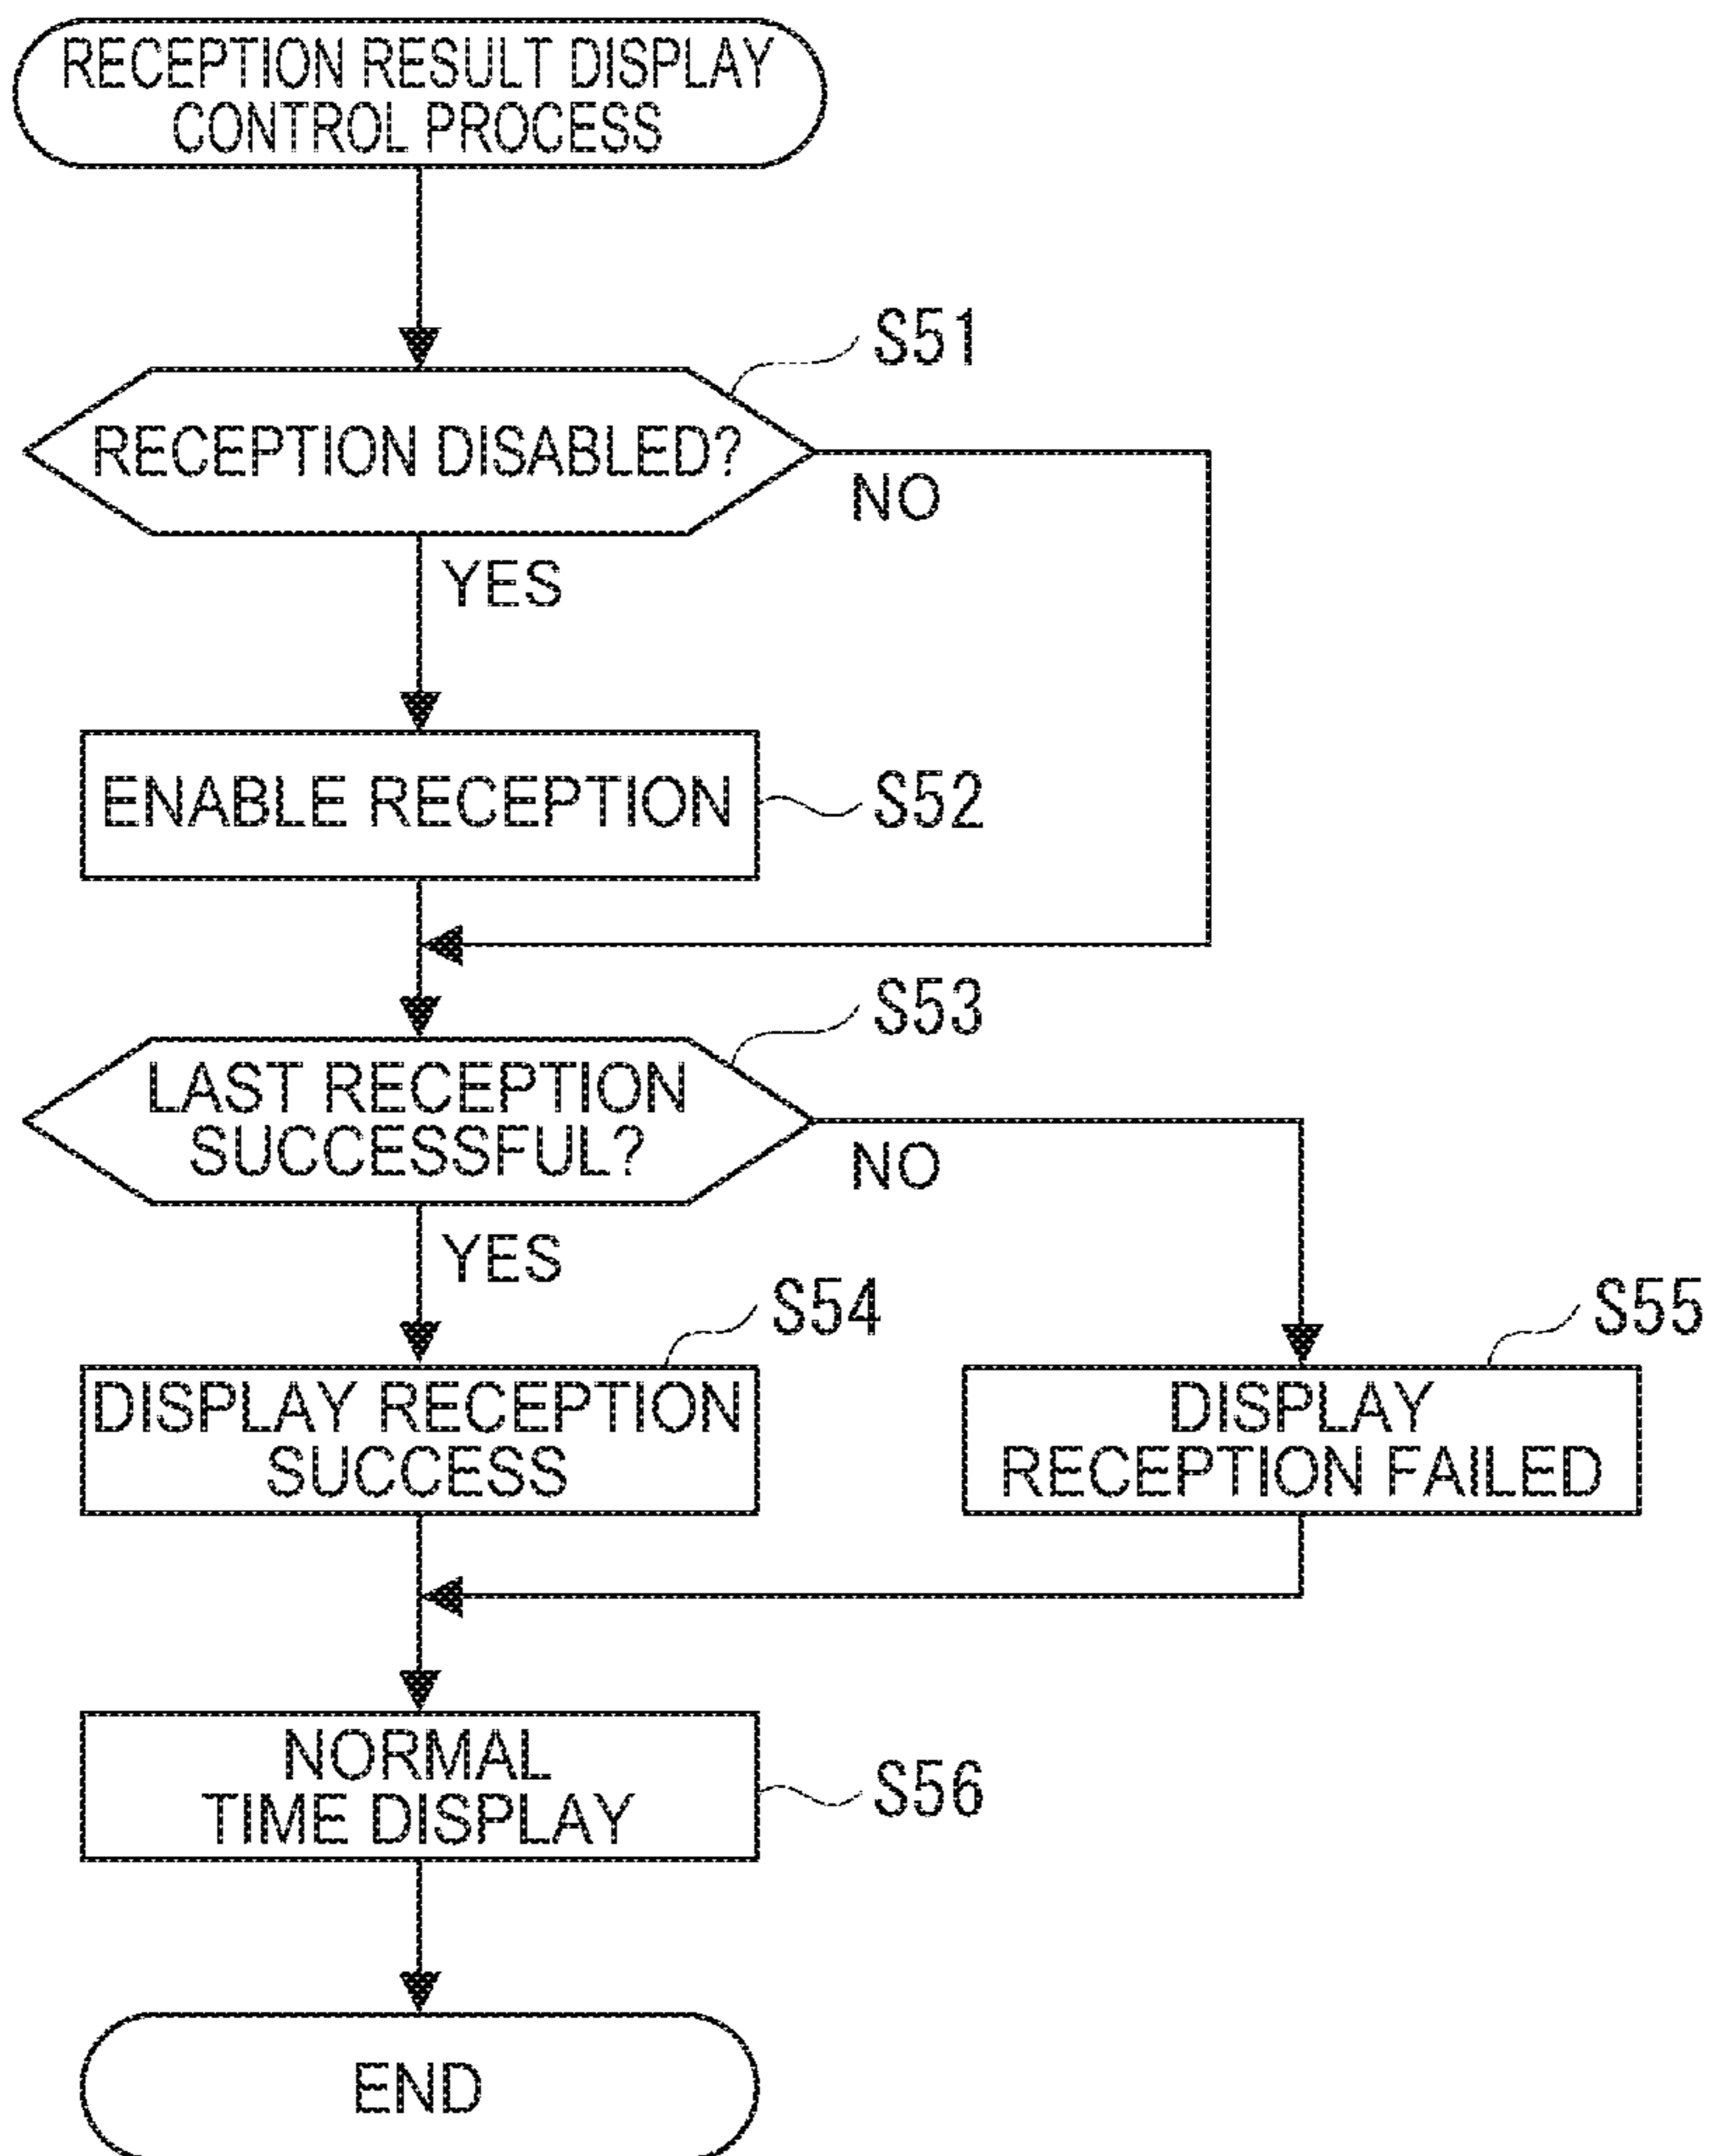 RECEPTION RESULT DISPLAY
CONTROL PROCESS
S51
RECEPTION DISABLED?
NO
YES
ENABLE RECEPTION
S52
S53
LAST RECEPTION
SUCCESSFUL?
NO
YES
S54
S55
DISPLAY RECEPTION
SUCCESS
DISPLAY
RECEPTION FAILED
NORMAL
TIME DISPLAY
S56
END